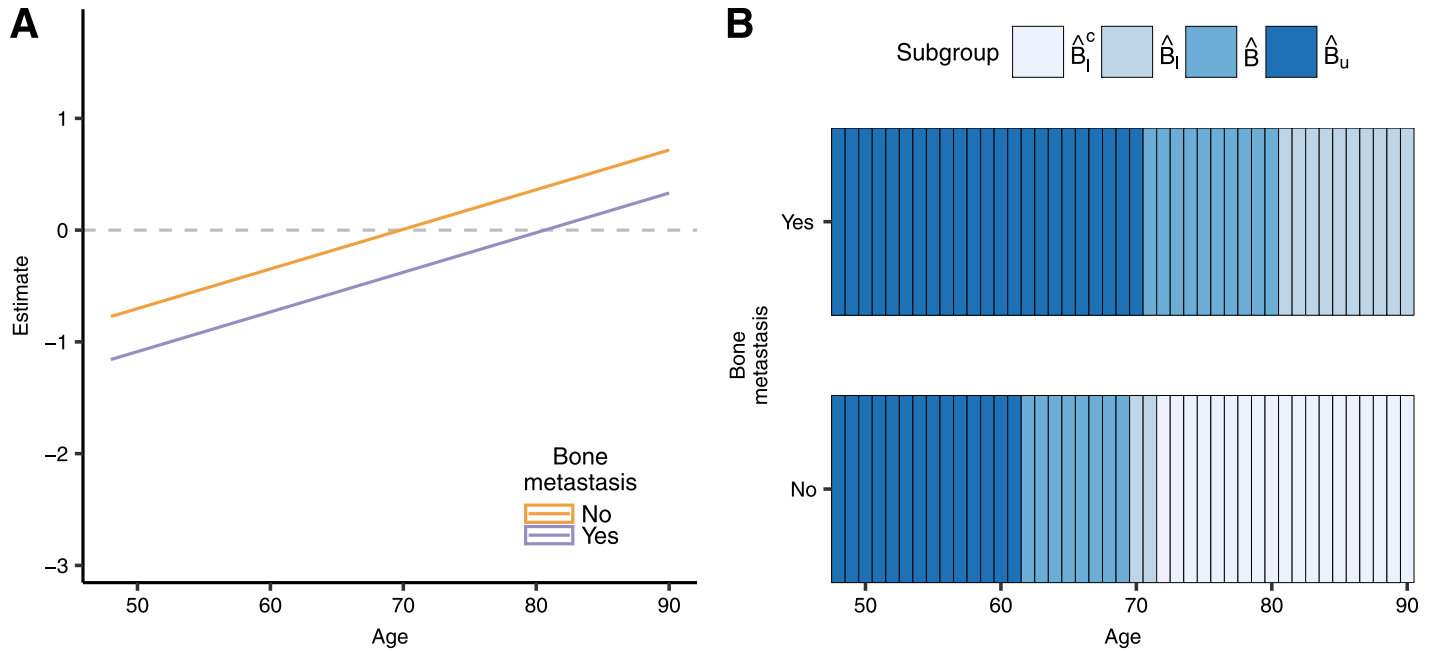 A
Estimate
1
0
−1
−2
−3
50 60 70 80 90
Age
Bone
metastasis
No
Yes
B
Subgroup B̂ₗᶜ B̂ₗ B̂ B̂ᵤ
Bone
metastasis
Yes
No
50 60 70 80 90
Age